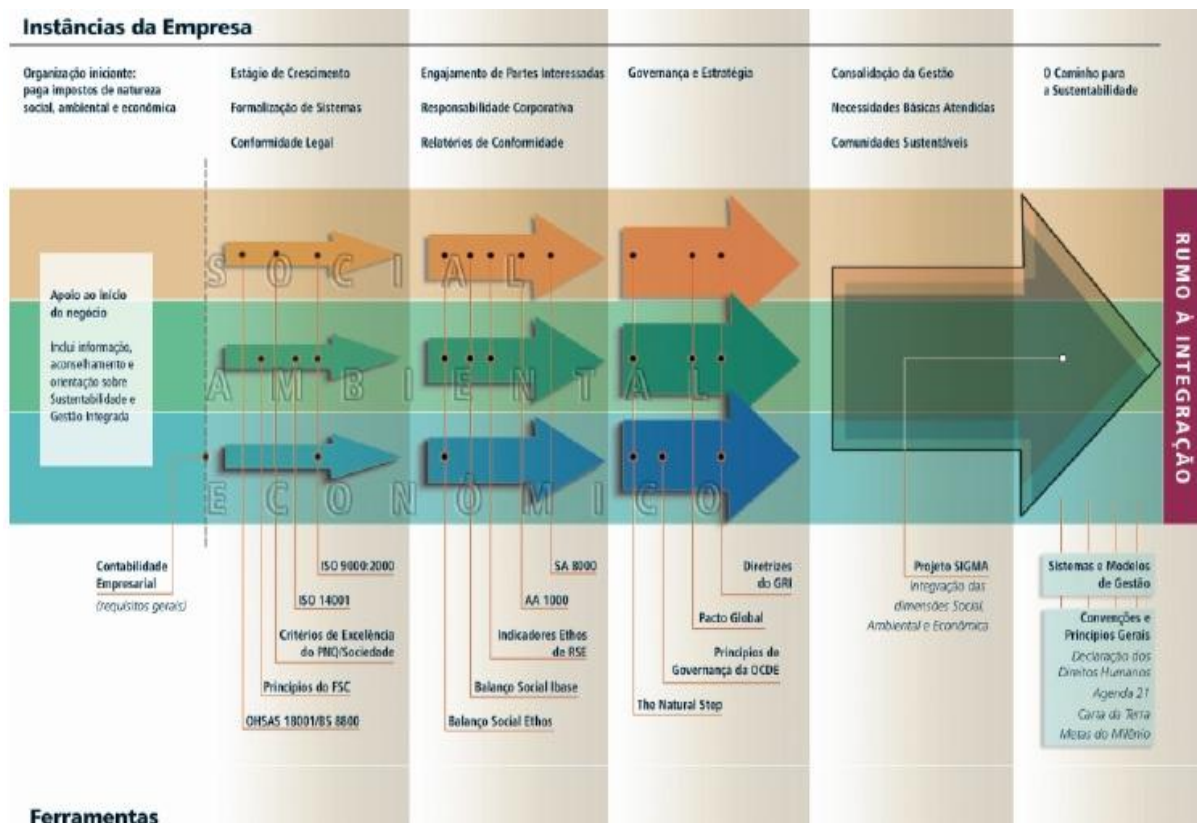 Instâncias da Empresa
Organização iniciante:
paga impostos de natureza
social, ambiental e econômica
Estágio de Crescimento
Formalização de Sistemas
Conformidade Legal
Engajamento de Partes Interessadas
Responsabilidade Corporativa
Relatórios de Conformidade
Governança e Estratégia
Consolidação da Gestão
Necessidades Básicas Atendidas
Comunidades Sustentáveis
O Caminho para
a Sustentabilidade
SOCIAL
AMBIENTAL
ECONÔMICO
Apoio ao início
do negócio
Inclui informação,
aconselhamento e
orientação sobre
Sustentabilidade e
Gestão Integrada
RUMO À INTEGRAÇÃO
Contabilidade
Empresarial
(requisitos gerais)
ISO 9000:2000
ISO 14001
Critérios de Excelência
do PNQ/Sociedade
Princípios do FSC
OHSAS 18001/BS 8800
SA 8000
AA 1000
Indicadores Ethos
de RSE
Balanço Social Ibase
Balanço Social Ethos
Diretrizes
do GRI
Pacto Global
Princípios de
Governança da OCDE
The Natural Step
Projeto SIGMA
Integração das
dimensões Social,
Ambiental e Econômica
Sistemas e Modelos
de Gestão
Convenções e
Princípios Gerais
Declaração dos
Direitos Humanos
Agenda 21
Carta da Terra
Metas do Milênio
Ferramentas